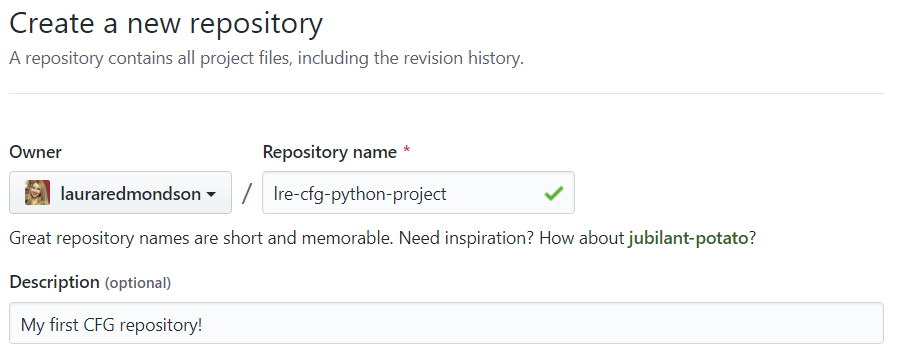 Create a new repository
A repository contains all project files, including the revision history.
Owner
Repository name *
lauraredmondson
/
lre-cfg-python-project
Great repository names are short and memorable. Need inspiration? How about jubilant-potato?
Description (optional)
My first CFG repository!